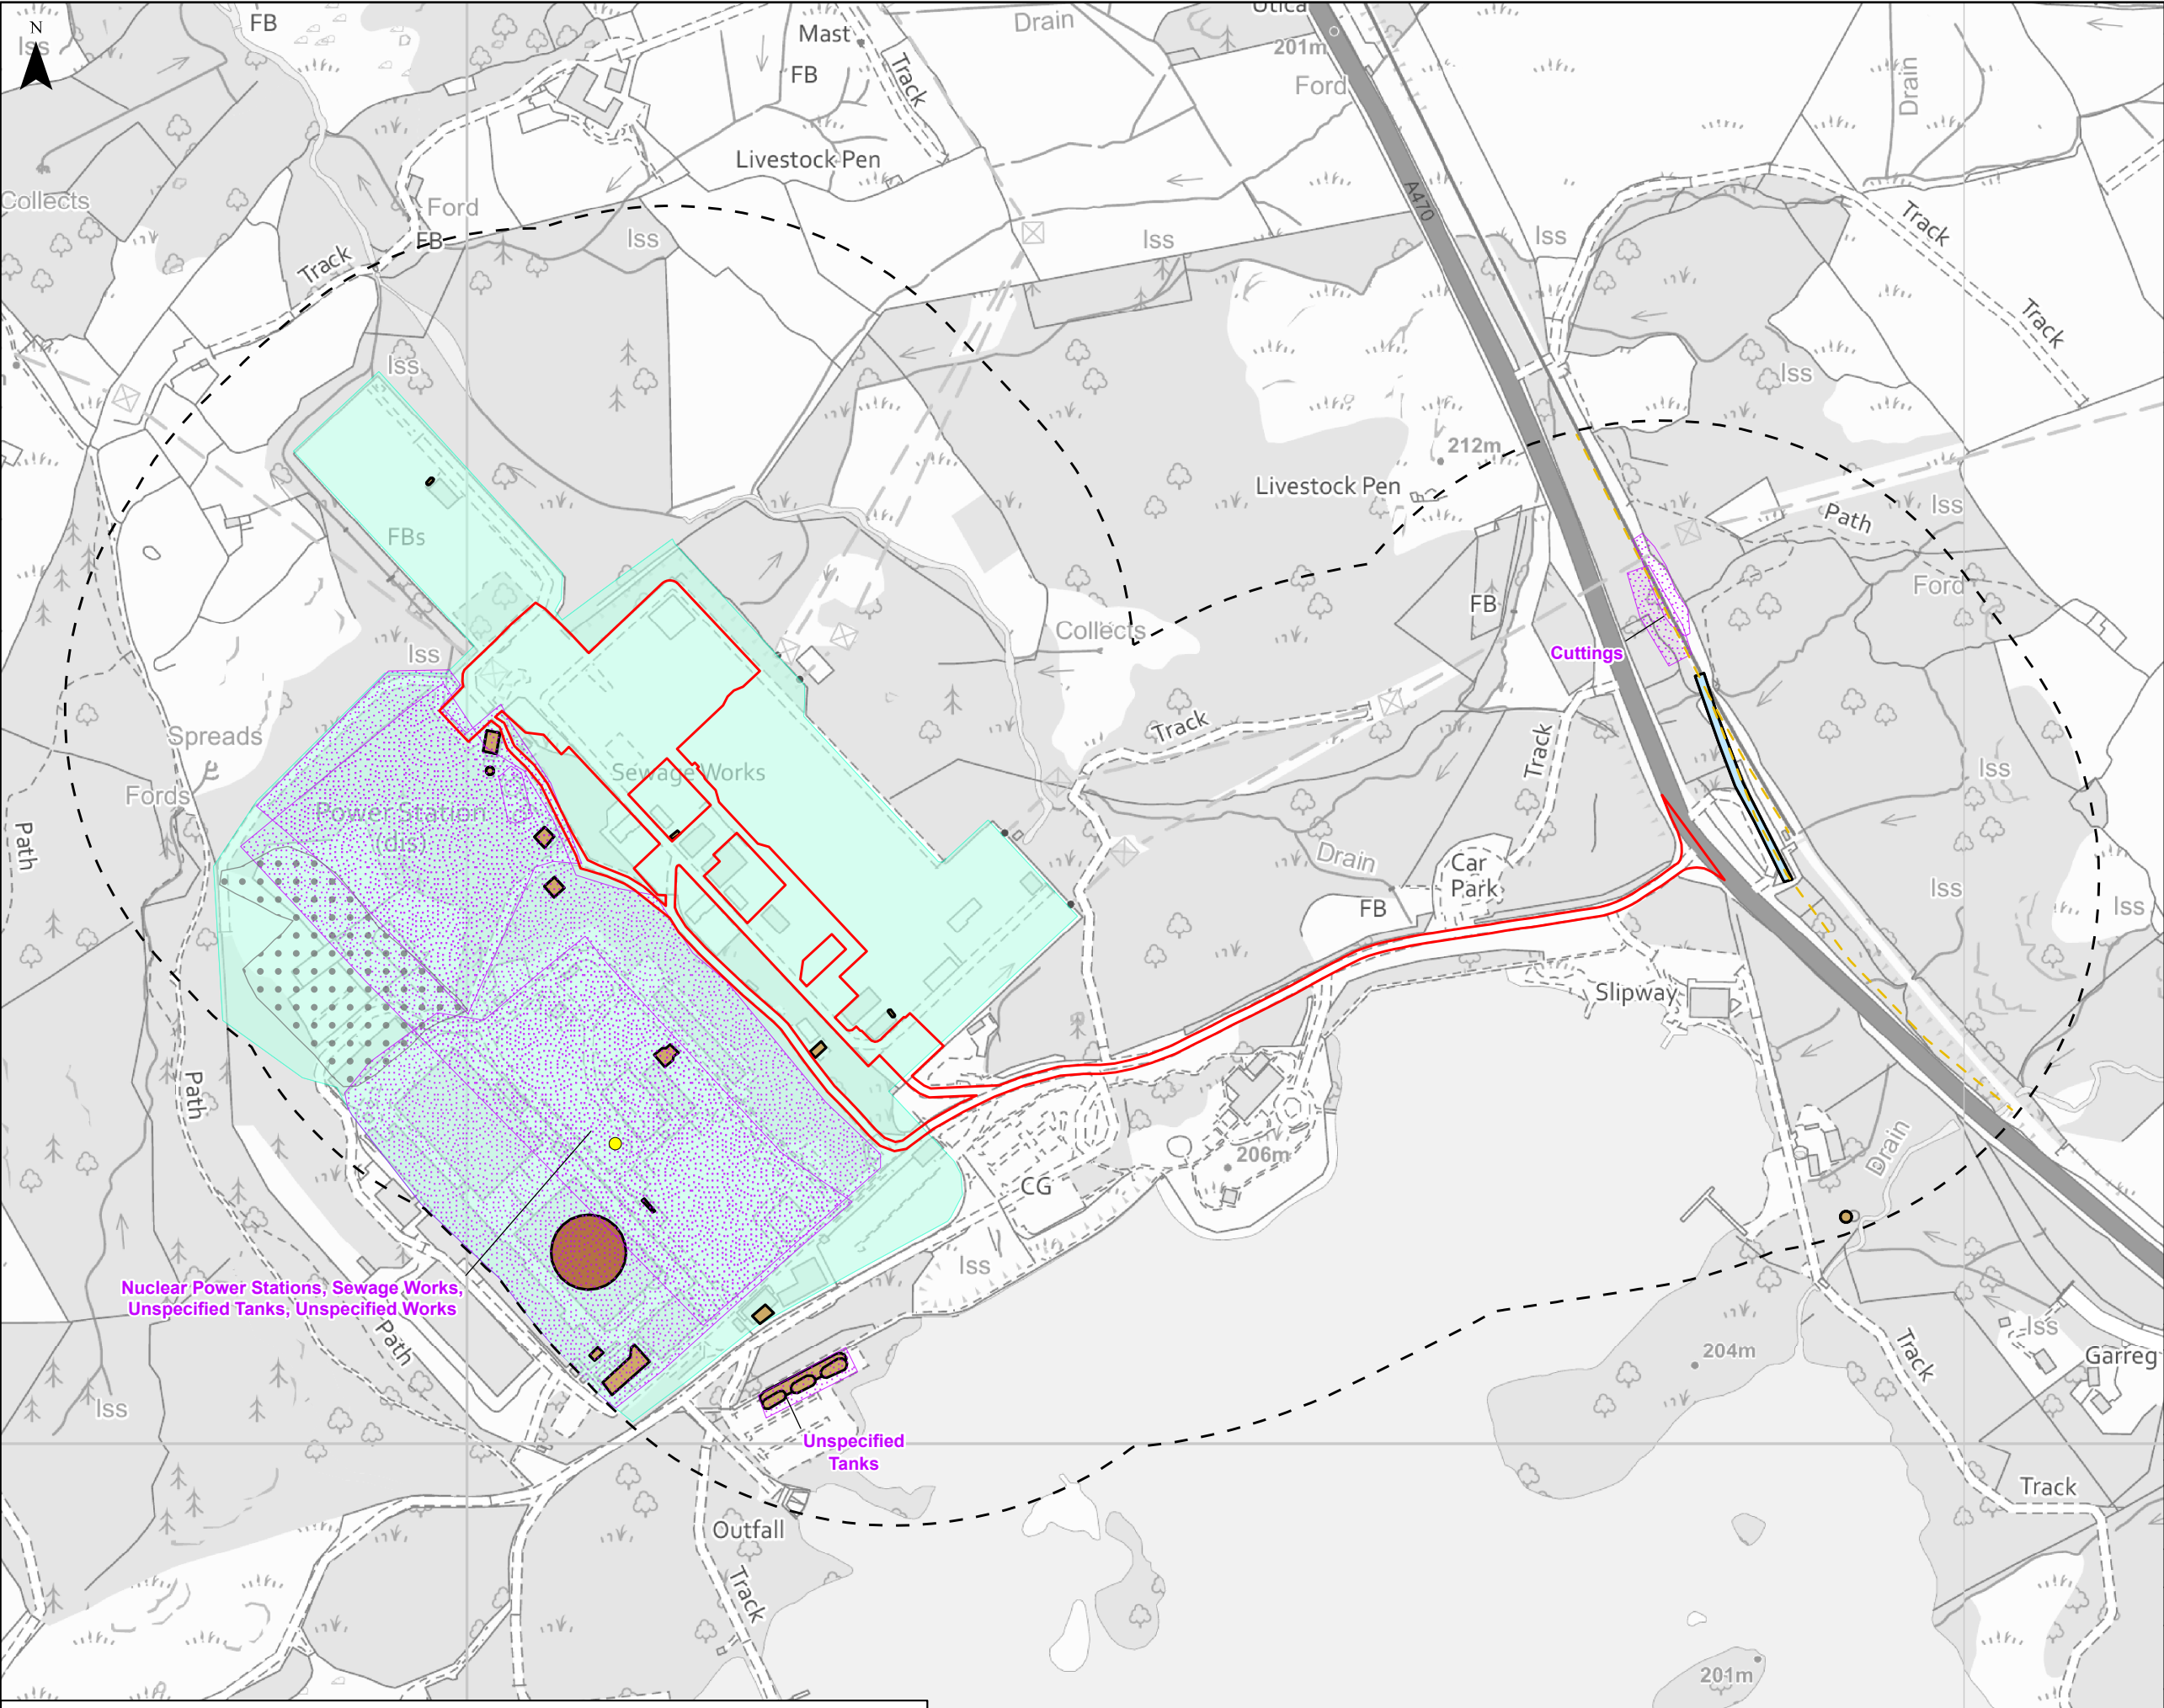 FB
Utica
Drain
N
Iss
Mast
201m
FB
Track
Ford
Drain
Livestock Pen
Collects
A470
Ford
FB
Iss
Iss
Iss
Track
Track
Track
Iss
Iss
212m
Livestock Pen
Iss
Path
FBs
Ford
FB
Collects
Iss
Cuttings
Spreads
Track
Track
Sewage Works
Iss
Fords
Power Station
(dis)
Path
Drain
Car
Park
Iss
FB
Iss
Slipway
Path
Drain
206m
CG
Iss
Nuclear Power Stations, Sewage Works,
Unspecified Tanks, Unspecified Works
Path
Iss
204m
Track
Garreg
Iss
Unspecified
Tanks
Track
Outfall
Track
201m